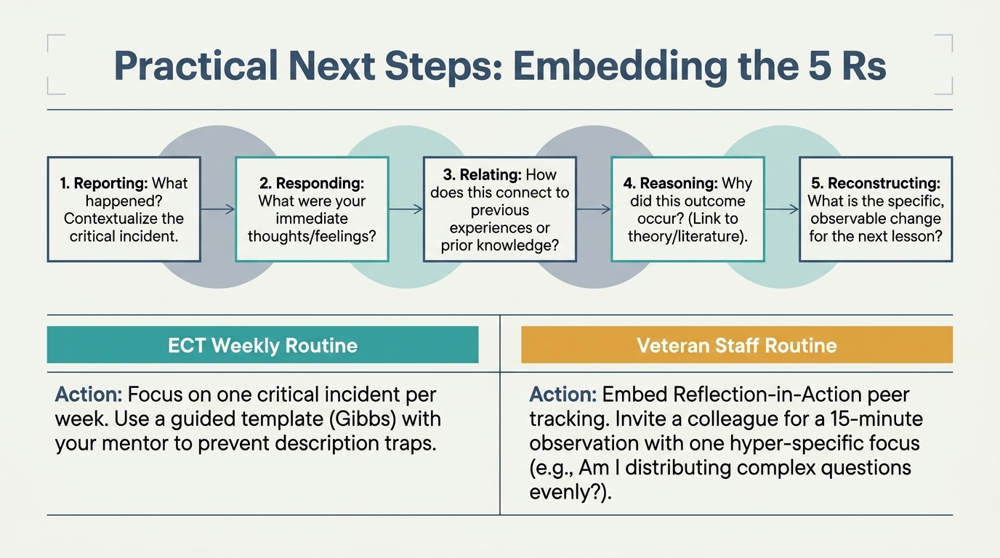 Practical Next Steps: Embedding the 5 Rs
1. Reporting: What
happened?
Contextualize the
critical incident.
2. Responding:
What were your
immediate
thoughts/feelings?
3. Relating: How
does this connect to
previous
experiences or
prior knowledge?
4. Reasoning: Why
did this outcome
occur? (Link to
theory/literature).
5. Reconstructing:
What is the specific,
observable change
for the next lesson?
ECT Weekly Routine
Action: Focus on one critical incident per
week. Use a guided template (Gibbs) with
your mentor to prevent description traps.
Veteran Staff Routine
Action: Embed Reflection-in-Action peer
tracking. Invite a colleague for a 15-minute
observation with one hyper-specific focus
(e.g., Am I distributing complex questions
evenly?).